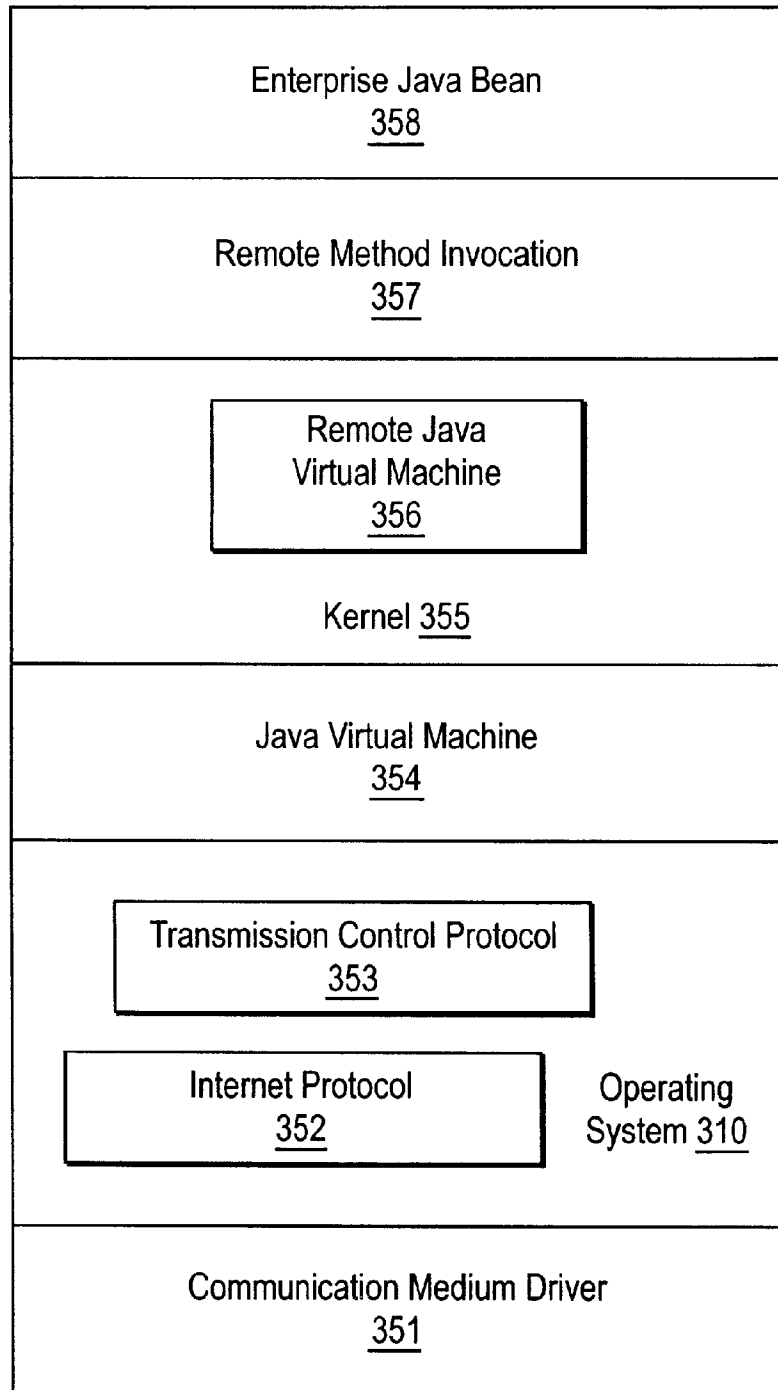 Enterprise Java Bean
358
Remote Method Invocation
357
Remote Java
Virtual Machine
356
Kernel 355
Java Virtual Machine
354
Transmission Control Protocol
353
Internet Protocol
352
Operating
System 310
Communication Medium Driver
351